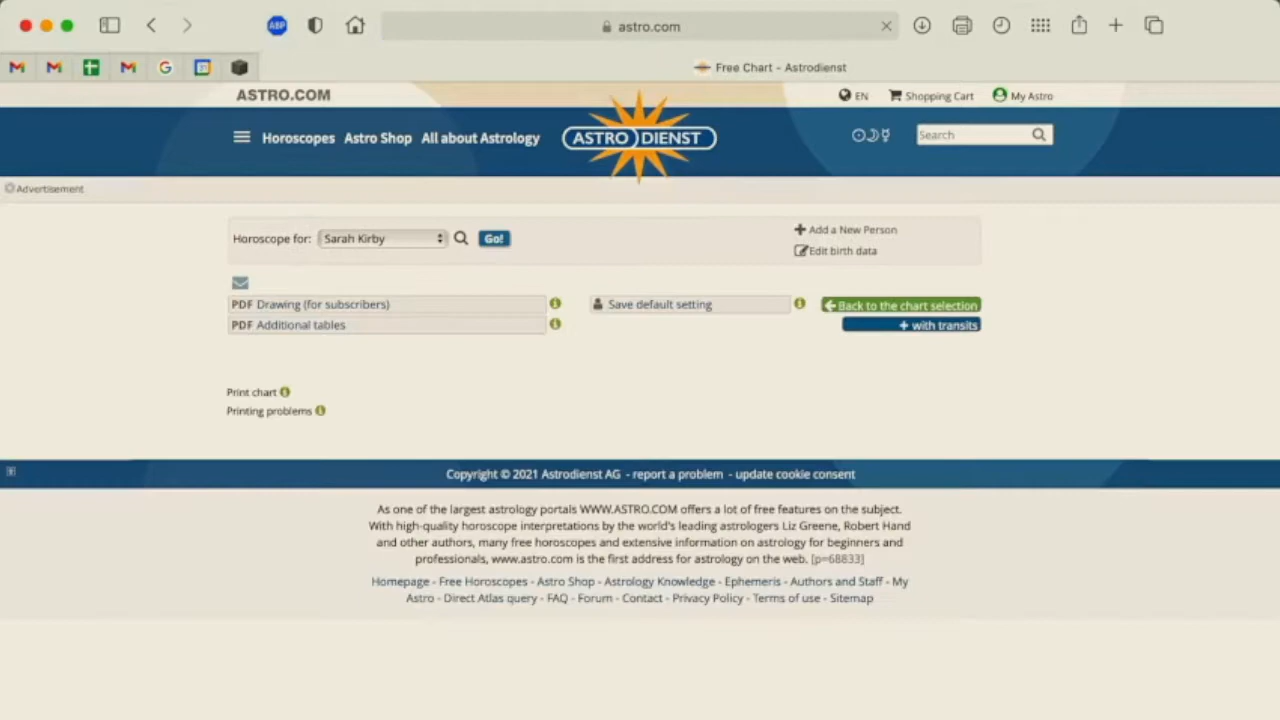 ABP
astro.com
Free Chart - Astrodienst
ASTRO.COM
EN
Shopping Cart
My Astro
Horoscopes
Astro Shop
All about Astrology
ASTRO DIENST
Search
Advertisement
Horoscope for:
Sarah Kirby
Go!
Add a New Person
Edit birth data
PDF Drawing (for subscribers)
Save default setting
Back to the chart selection
PDF Additional tables
+ with transits
Print chart
Printing problems
Copyright © 2021 Astrodienst AG - report a problem - update cookie consent
As one of the largest astrology portals WWW.ASTRO.COM offers a lot of free features on the subject.
With high-quality horoscope interpretations by the world's leading astrologers Liz Greene, Robert Hand
and other authors, many free horoscopes and extensive information on astrology for beginners and
professionals, www.astro.com is the first address for astrology on the web. [p=68833]
Homepage - Free Horoscopes - Astro Shop - Astrology Knowledge - Ephemeris - Authors and Staff - My
Astro - Direct Atlas query - FAQ - Forum - Contact - Privacy Policy - Terms of use - Sitemap